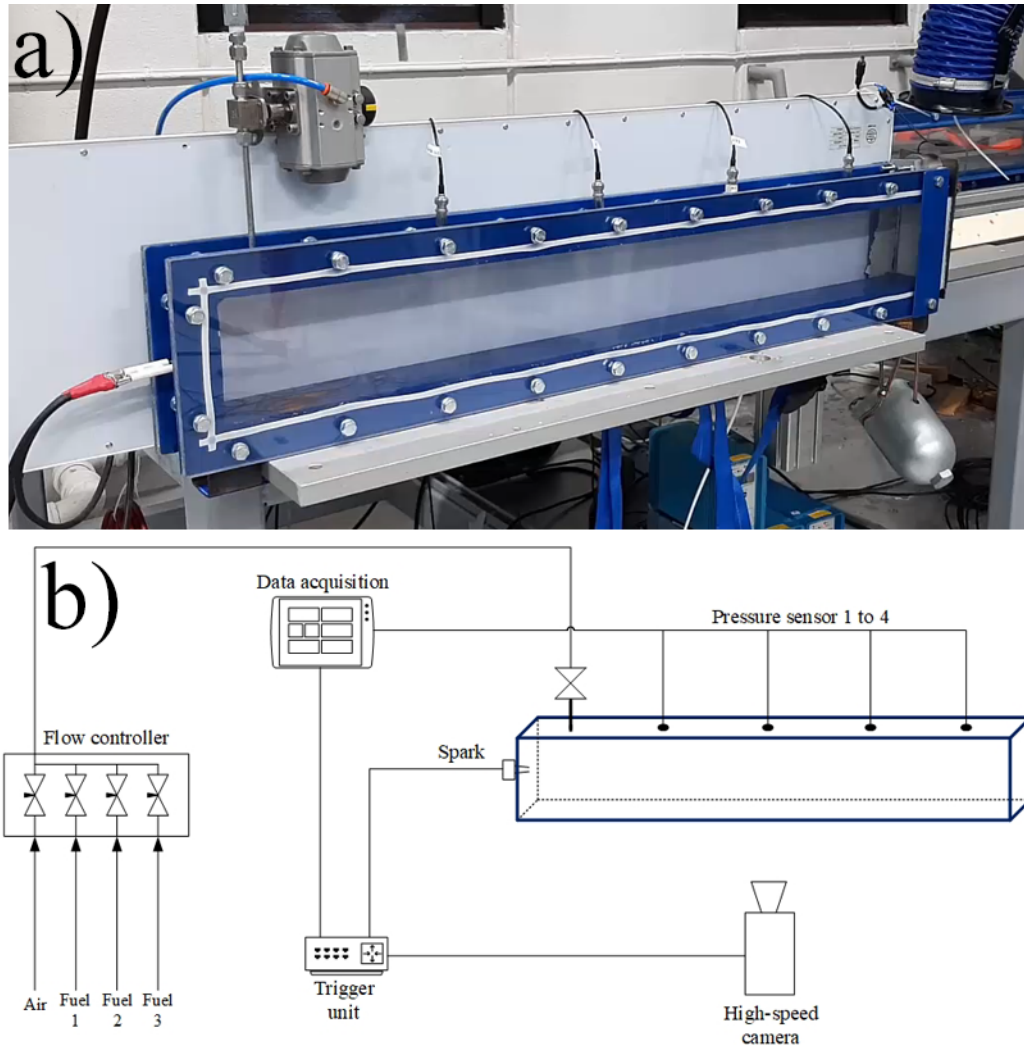 a)
b)
Data acquisition
Pressure sensor 1 to 4
Flow controller
Spark
Air
Fuel
1
Fuel
2
Fuel
3
Trigger
unit
High-speed
camera